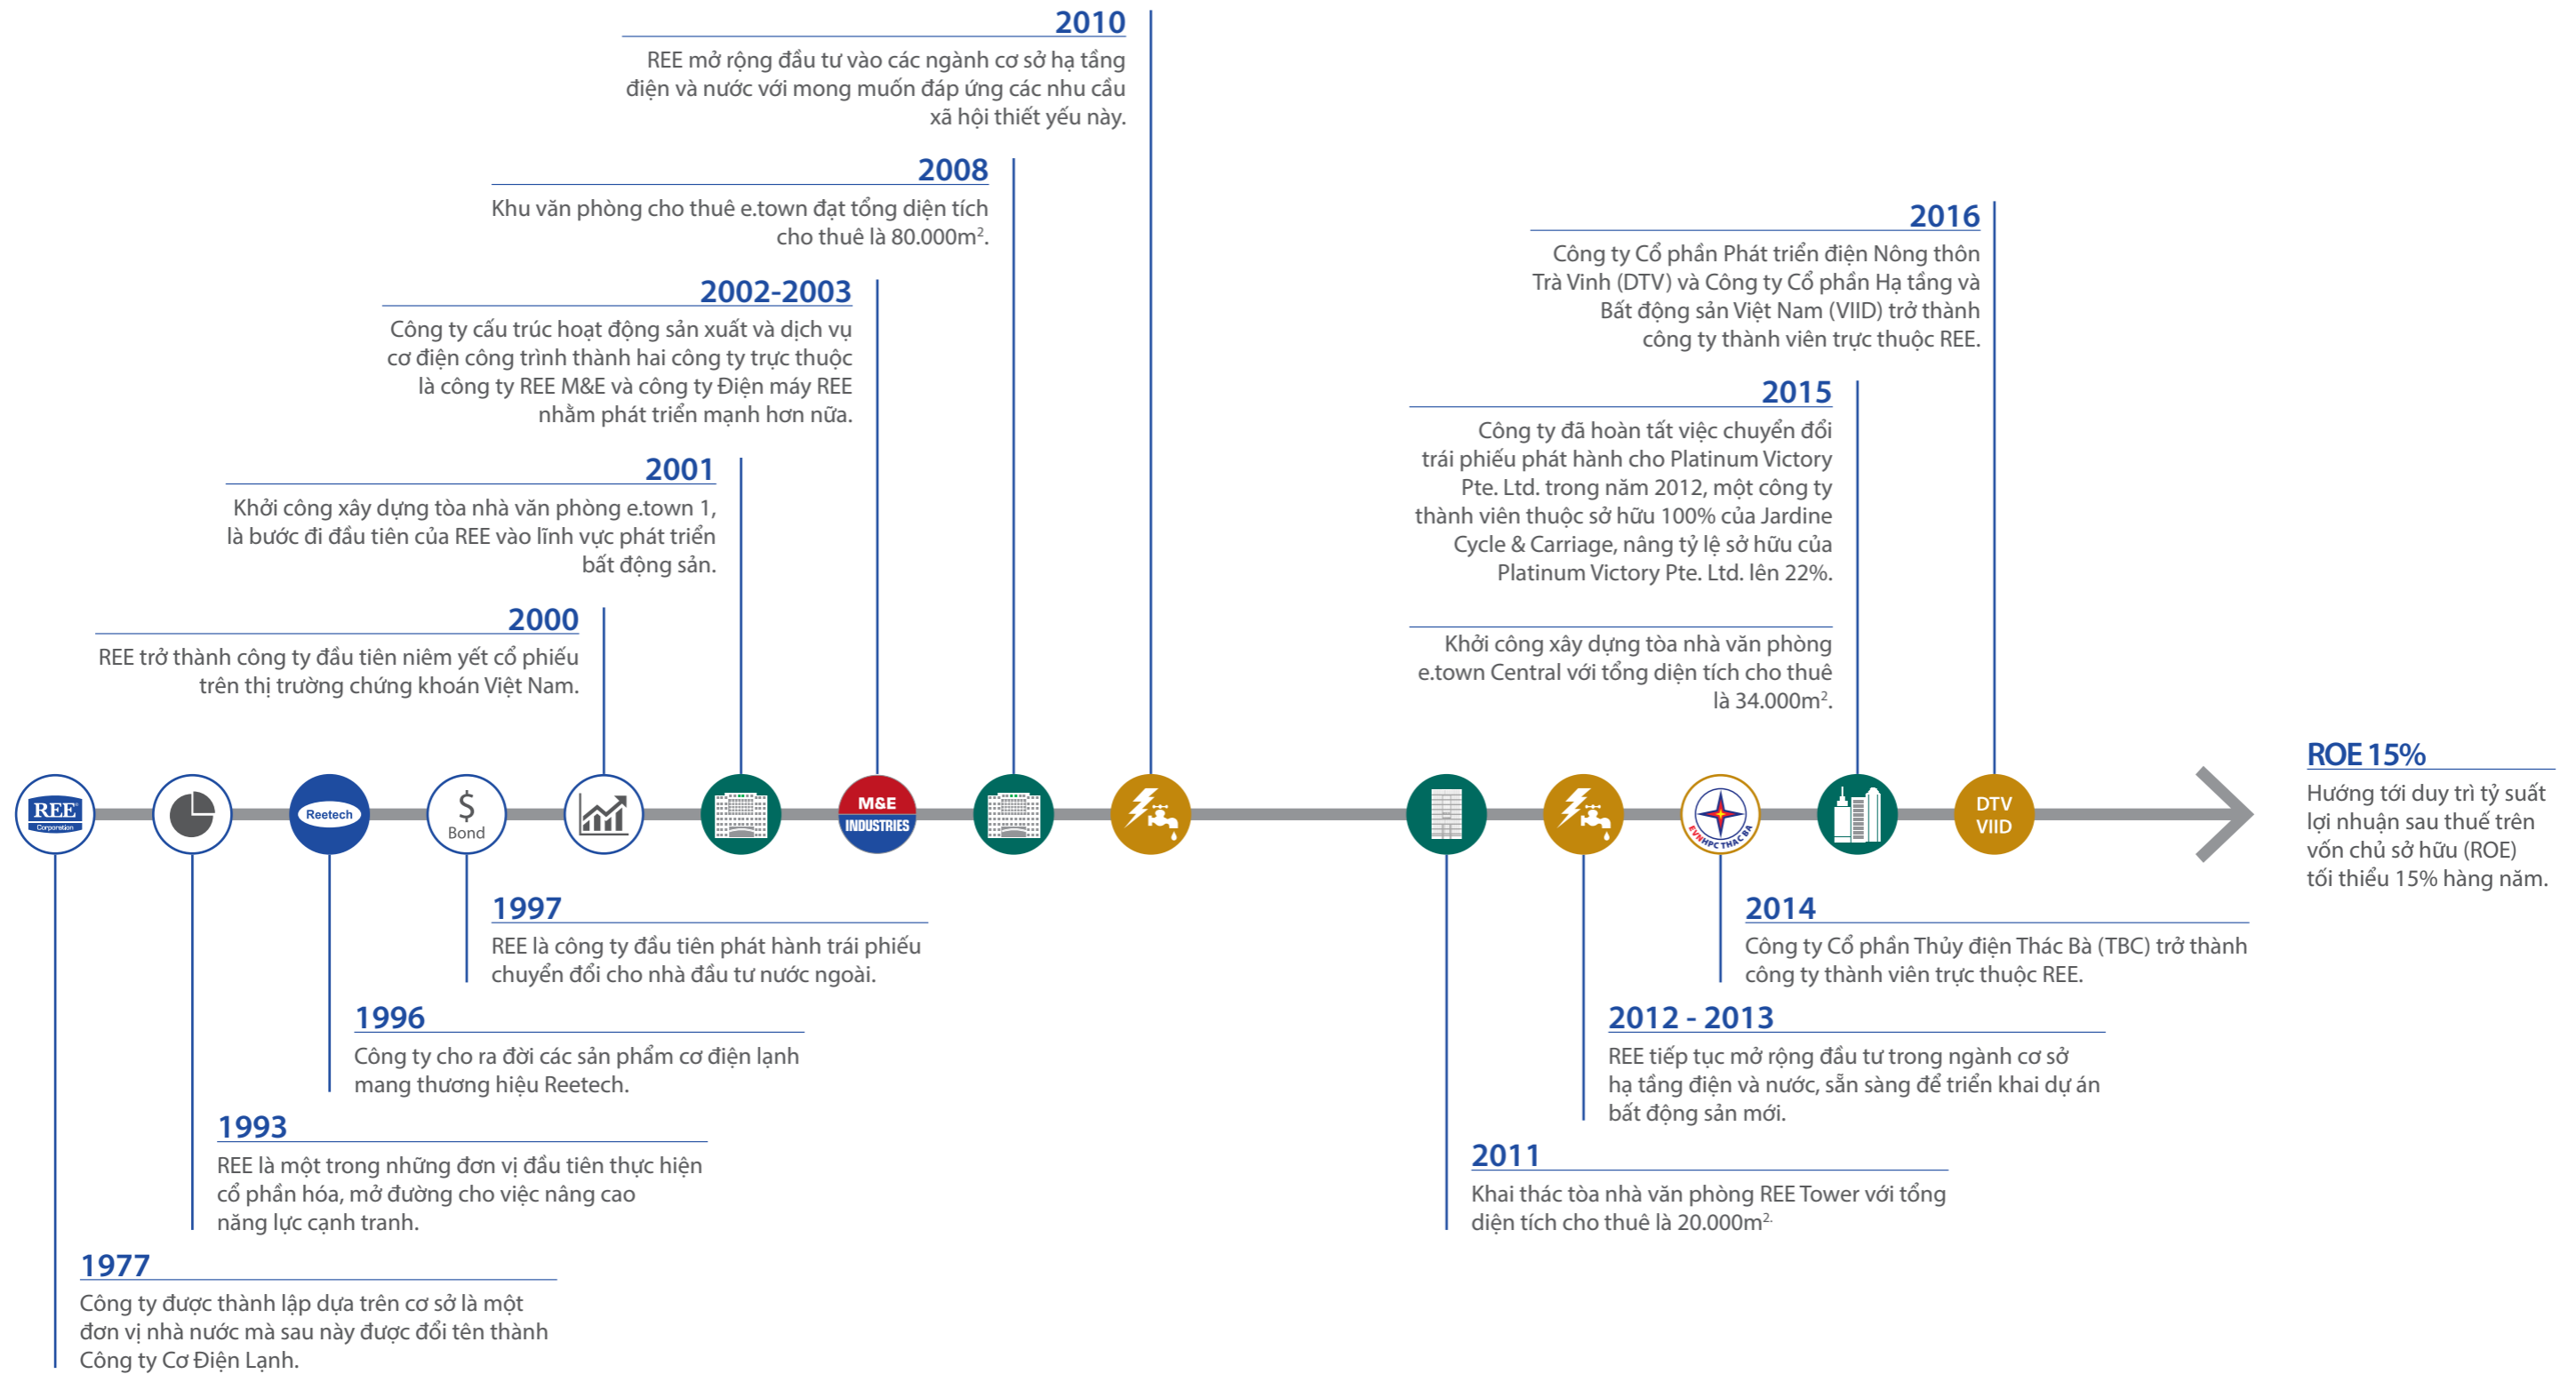 2010
REE mở rộng đầu tư vào các ngành cơ sở hạ tầng
điện và nước với mong muốn đáp ứng các nhu cầu
xã hội thiết yếu này.
2008
Khu văn phòng cho thuê e.town đạt tổng diện tích
cho thuê là 80.000m².
2002-2003
Công ty cấu trúc hoạt động sản xuất và dịch vụ
cơ điện công trình thành hai công ty trực thuộc
là công ty REE M&E và công ty Điện máy REE
nhằm phát triển mạnh hơn nữa.
2001
Khởi công xây dựng tòa nhà văn phòng e.town 1,
là bước đi đầu tiên của REE vào lĩnh vực phát triển
bất động sản.
2000
REE trở thành công ty đầu tiên niêm yết cổ phiếu
trên thị trường chứng khoán Việt Nam.
2016
Công ty Cổ phần Phát triển điện Nông thôn
Trà Vinh (DTV) và Công ty Cổ phần Hạ tầng và
Bất động sản Việt Nam (VIID) trở thành
công ty thành viên trực thuộc REE.
2015
Công ty đã hoàn tất việc chuyển đổi
trái phiếu phát hành cho Platinum Victory
Pte. Ltd. trong năm 2012, một công ty
thành viên thuộc sở hữu 100% của Jardine
Cycle & Carriage, nâng tỷ lệ sở hữu của
Platinum Victory Pte. Ltd. lên 22%.
Khởi công xây dựng tòa nhà văn phòng
e.town Central với tổng diện tích cho thuê
là 34.000m².
REE
Corporation
Reetech
$
Bond
M&E
INDUSTRIES
EVNHPC THAC BA
DTV
VIID
ROE 15%
Hướng tới duy trì tỷ suất
lợi nhuận sau thuế trên
vốn chủ sở hữu (ROE)
tối thiểu 15% hàng năm.
1997
REE là công ty đầu tiên phát hành trái phiếu
chuyển đổi cho nhà đầu tư nước ngoài.
1996
Công ty cho ra đời các sản phẩm cơ điện lạnh
mang thương hiệu Reetech.
1993
REE là một trong những đơn vị đầu tiên thực hiện
cổ phần hóa, mở đường cho việc nâng cao
năng lực cạnh tranh.
1977
Công ty được thành lập dựa trên cơ sở là một
đơn vị nhà nước mà sau này được đổi tên thành
Công ty Cơ Điện Lạnh.
2014
Công ty Cổ phần Thủy điện Thác Bà (TBC) trở thành
công ty thành viên trực thuộc REE.
2012 - 2013
REE tiếp tục mở rộng đầu tư trong ngành cơ sở
hạ tầng điện và nước, sẵn sàng để triển khai dự án
bất động sản mới.
2011
Khai thác tòa nhà văn phòng REE Tower với tổng
diện tích cho thuê là 20.000m².